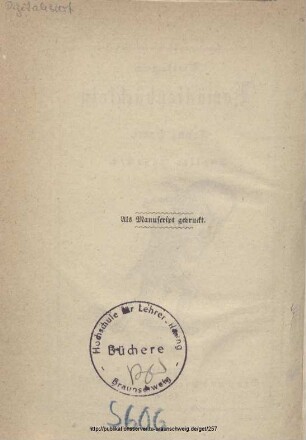 Digitalisiert
Als Manuscript gedruckt.
Hochschule für Lehrerbildung
Bücherei
Braunschweig
5606
http://publikationsserver.tu-braunschweig.de/get/257